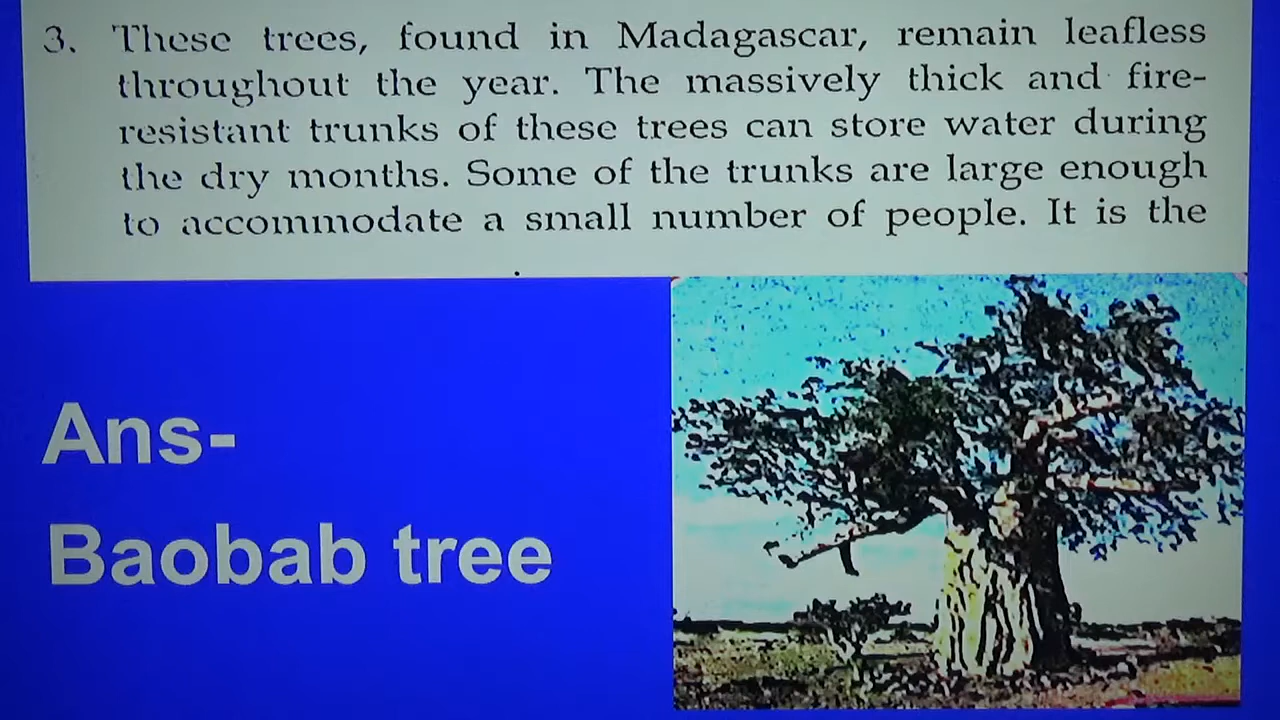 3. These trees, found in Madagascar, remain leafless
throughout the year. The massively thick and fire-
resistant trunks of these trees can store water during
the dry months. Some of the trunks are large enough
to accommodate a small number of people. It is the
Ans-
Baobab tree